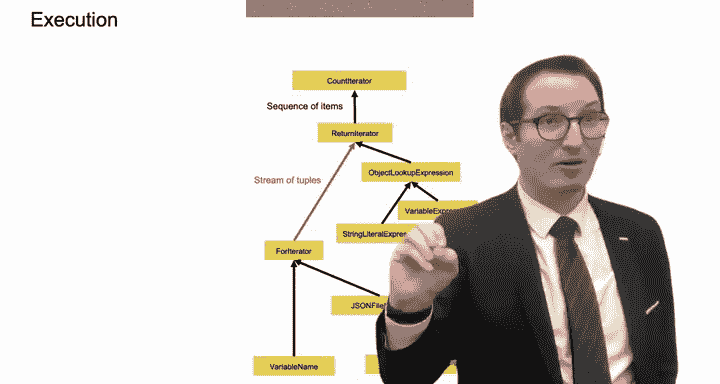 Execution
CountIterator
Sequence of items
ReturnIterator
ObjectLookupExpression
Stream of tuples
ForIterator
VariableName